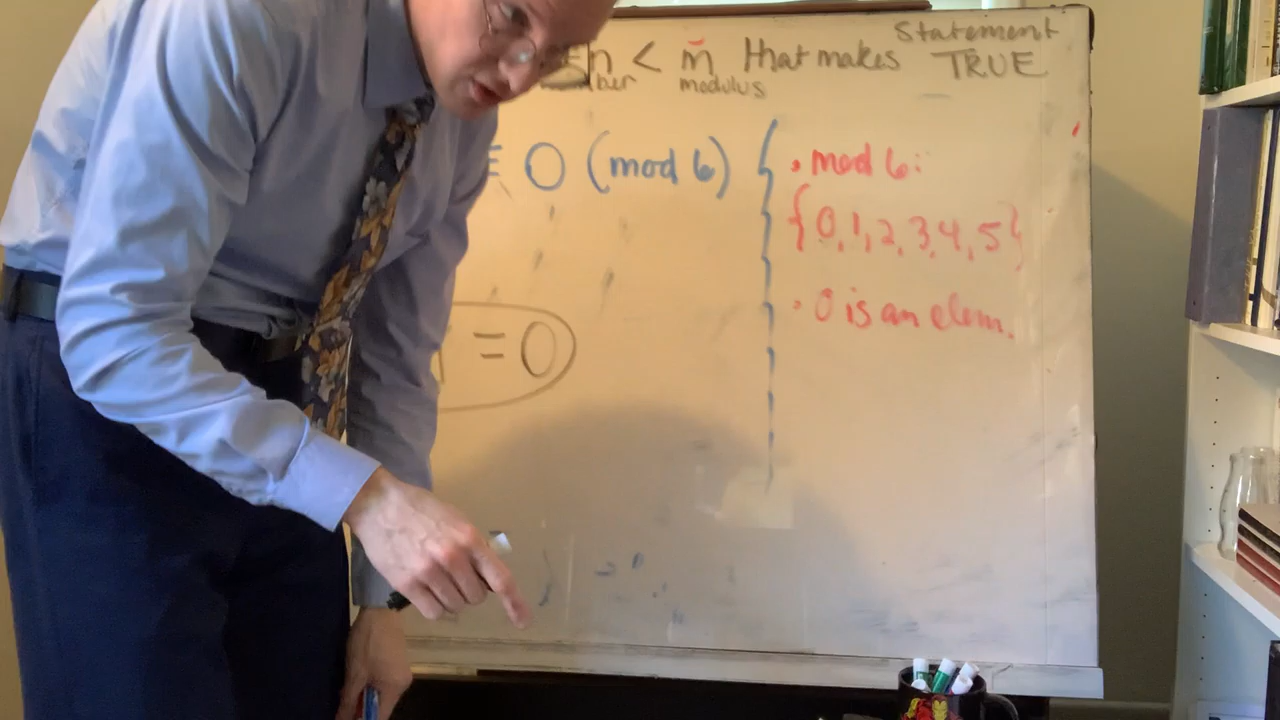 n < m that makes statement TRUE
ber modulus
≡ 0 (mod 6)
• mod 6:
{0, 1, 2, 3, 4, 5}
• 0 is an elem.
= 0